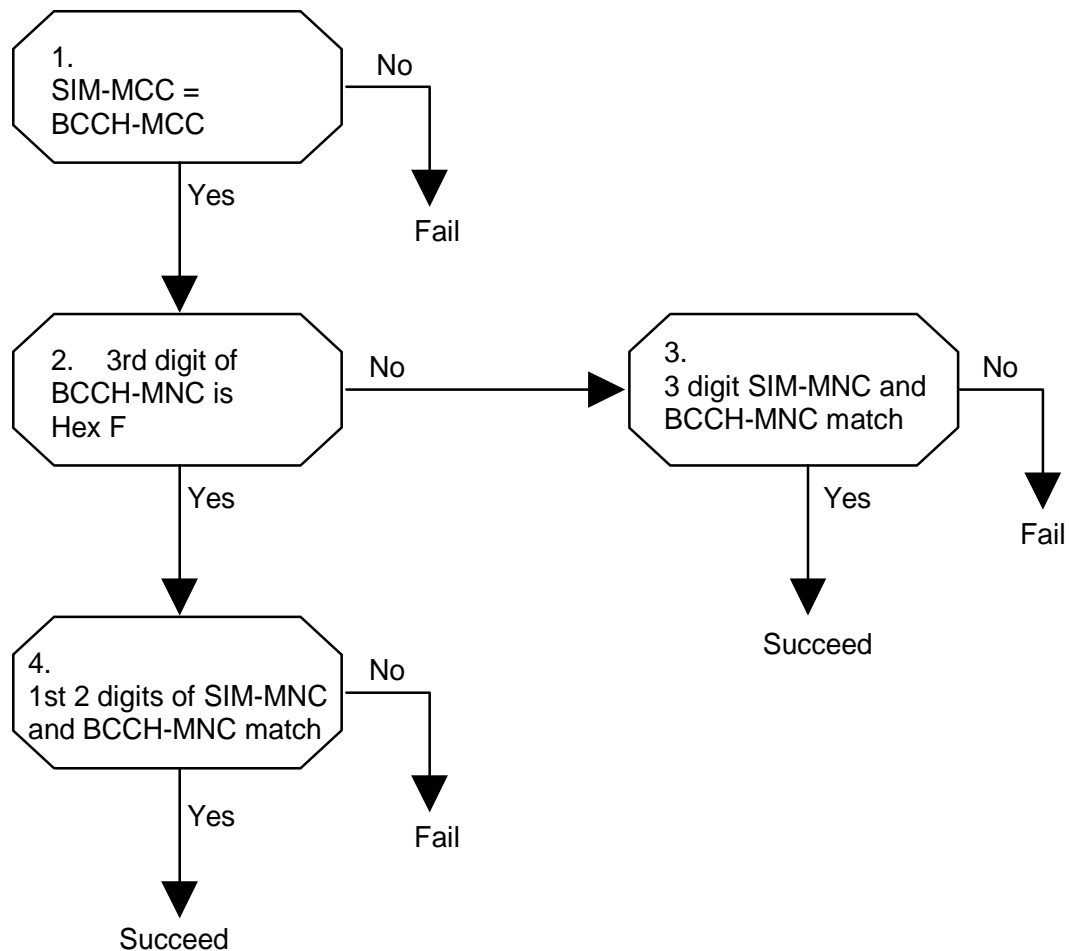 1.
SIM-MCC =
BCCH-MCC
No
Yes
Fail
2. 3rd digit of
BCCH-MNC is
Hex F
No
3.
3 digit SIM-MNC and
BCCH-MNC match
No
Yes
Yes
Fail
Succeed
4.
1st 2 digits of SIM-MNC
and BCCH-MNC match
No
Yes
Fail
Succeed